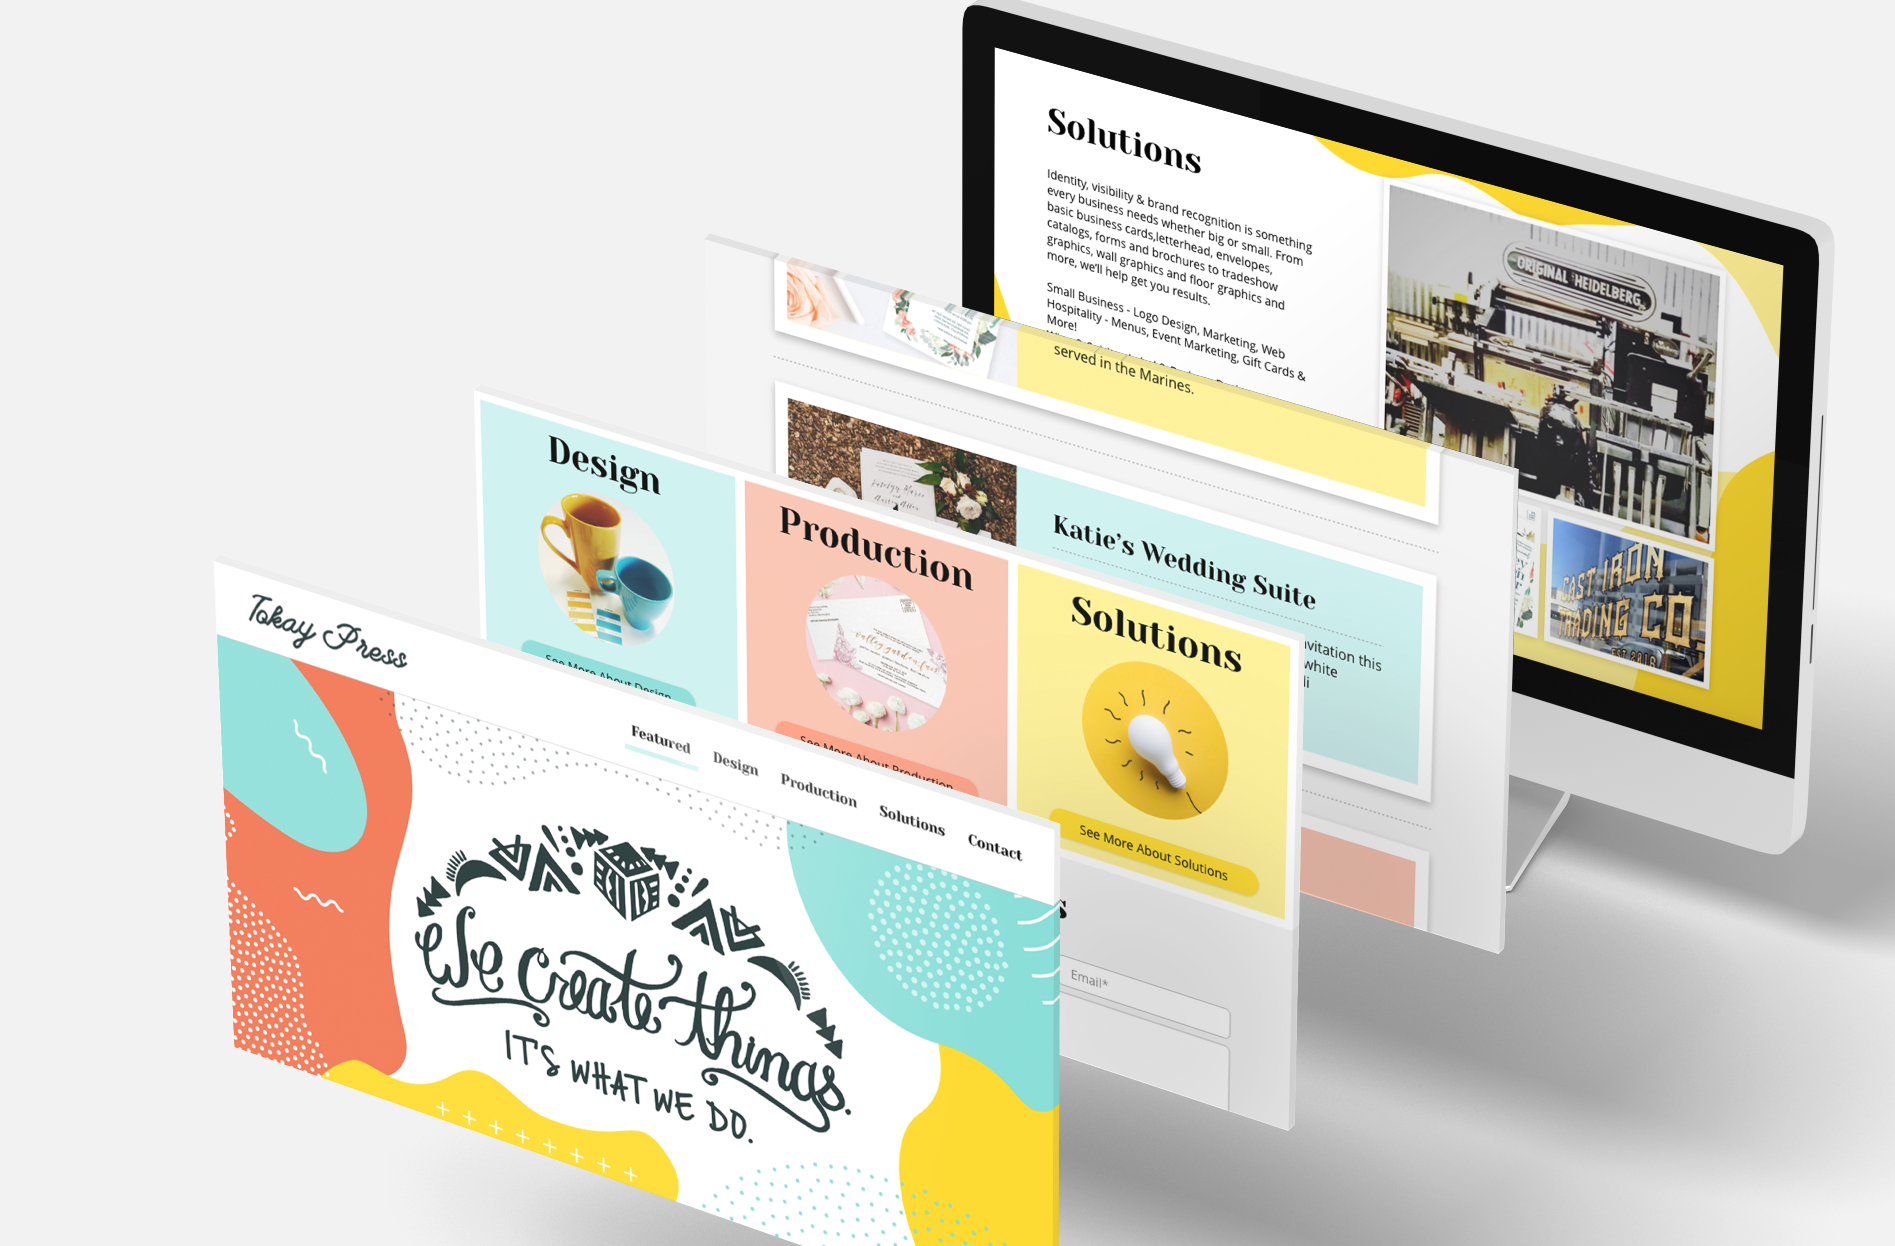 Solutions
Identity, visibility & brand recognition is something
every business needs whether big or small. From
basic business cards,letterhead, envelopes,
catalogs, forms and brochures to tradeshow
graphics, wall graphics and floor graphics and
more, we'll help get you results.
Small Business - Logo Design, Marketing, Web
Hospitality - Menus, Event Marketing, Gift Cards &
More!
ORIGINAL HEIDELBERG
CAST IRON
TRADING CO.
EST 2016
served in the Marines.
Katie's Wedding Suite
invitation this
white
Design
See More About Design
Production
See More About Production
Solutions
See More About Solutions
Email*
Tokay Press
Featured
Design
Production
Solutions
Contact
We create things.
IT'S WHAT WE DO.